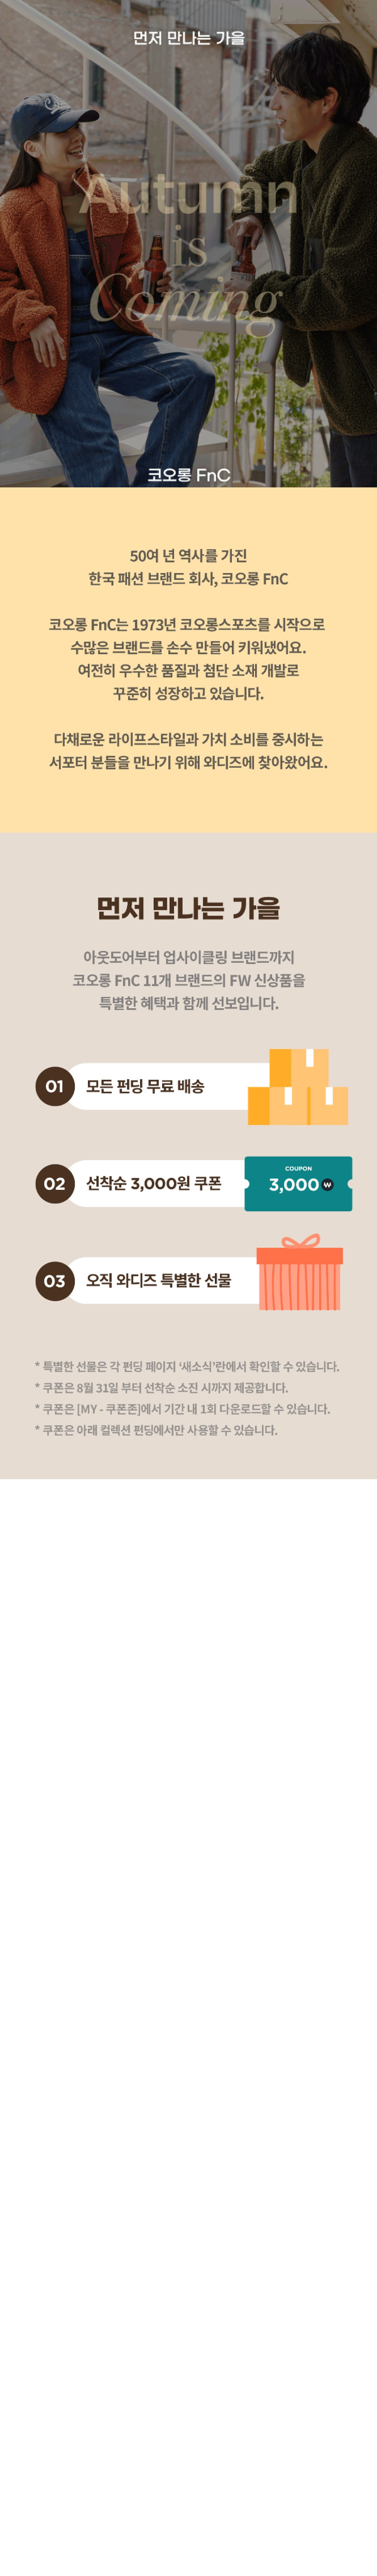 먼저 만나는 가을
Autumn
is
Coming
코오롱 FnC
50여 년 역사를 가진
한국 패션 브랜드 회사, 코오롱 FnC
코오롱 FnC는 1973년 코오롱스포츠를 시작으로
수많은 브랜드를 손수 만들어 키워냈어요.
여전히 우수한 품질과 첨단 소재 개발로
꾸준히 성장하고 있습니다.
다채로운 라이프스타일과 가치 소비를 중시하는
서포터 분들을 만나기 위해 와디즈에 찾아왔어요.
먼저 만나는 가을
아웃도어부터 업사이클링 브랜드까지
코오롱 FnC 11개 브랜드의 FW 신상품을
특별한 혜택과 함께 선보입니다.
01 모든 펀딩 무료 배송
02 선착순 3,000원 쿠폰
COUPON
3,000 ₩
03 오직 와디즈 특별한 선물
* 특별한 선물은 각 펀딩 페이지 ‘새소식’란에서 확인할 수 있습니다.
* 쿠폰은 8월 31일 부터 선착순 소진 시까지 제공합니다.
* 쿠폰은 [MY - 쿠폰존]에서 기간 내 1회 다운로드할 수 있습니다.
* 쿠폰은 아래 컬렉션 펀딩에서만 사용할 수 있습니다.